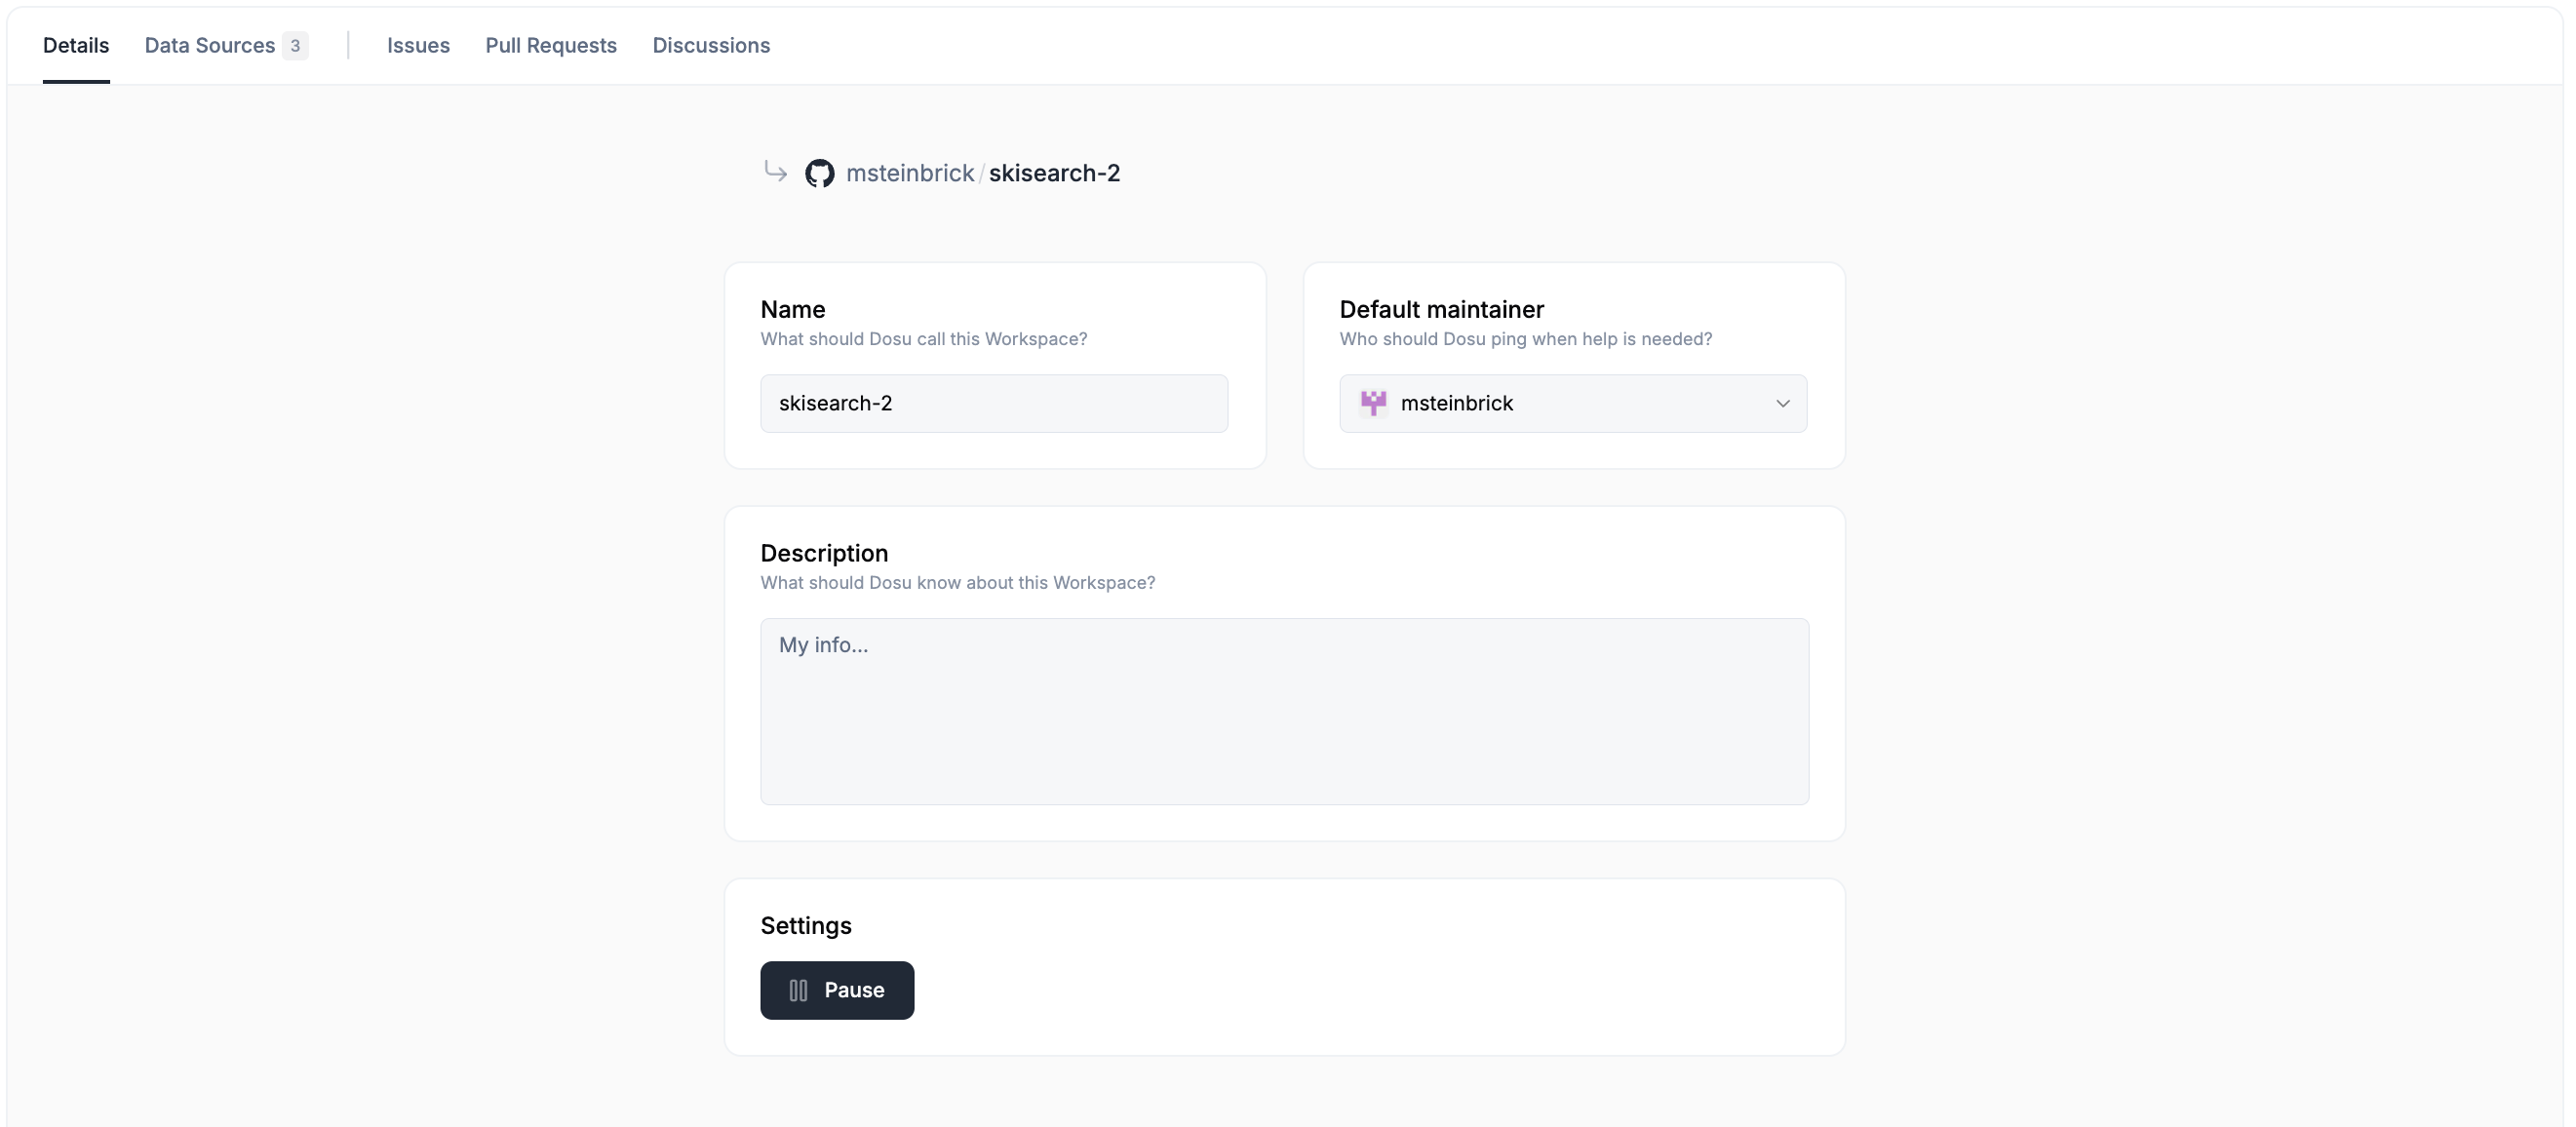 Details Data Sources 3 Issues Pull Requests Discussions
msteinbrick / skisearch-2
Name
What should Dosu call this Workspace?
skisearch-2
Default maintainer
Who should Dosu ping when help is needed?
msteinbrick
Description
What should Dosu know about this Workspace?
My info...
Settings
Pause